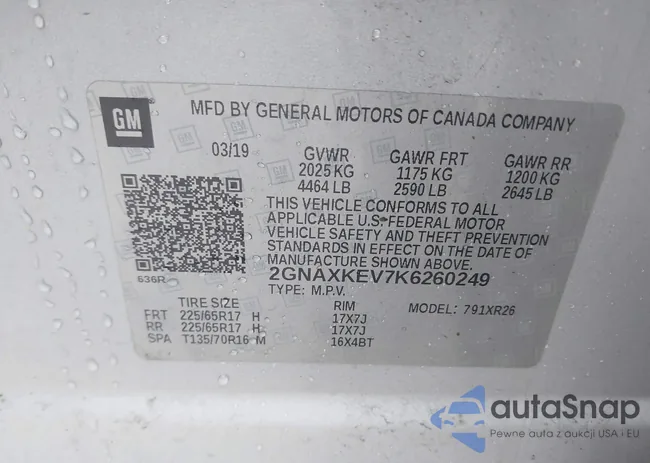 GM
MFD BY GENERAL MOTORS OF CANADA COMPANY
03/19 GVWR GAWR FRT GAWR RR
2025 KG 1175 KG 1200 KG
4464 LB 2590 LB 2645 LB
THIS VEHICLE CONFORMS TO ALL
APPLICABLE U.S. FEDERAL MOTOR
VEHICLE SAFETY AND THEFT PREVENTION
STANDARDS IN EFFECT ON THE DATE OF
MANUFACTURE SHOWN ABOVE.
636R 2GNAXKEV7K6260249
TYPE: M.P.V.
TIRE SIZE RIM MODEL: 791XR26
FRT 225/65R17 H 17X7J
RR 225/65R17 H 17X7J
SPA T135/70R16 M 16X4BT
autoSnap
Pewne auta z aukcji USA i EU